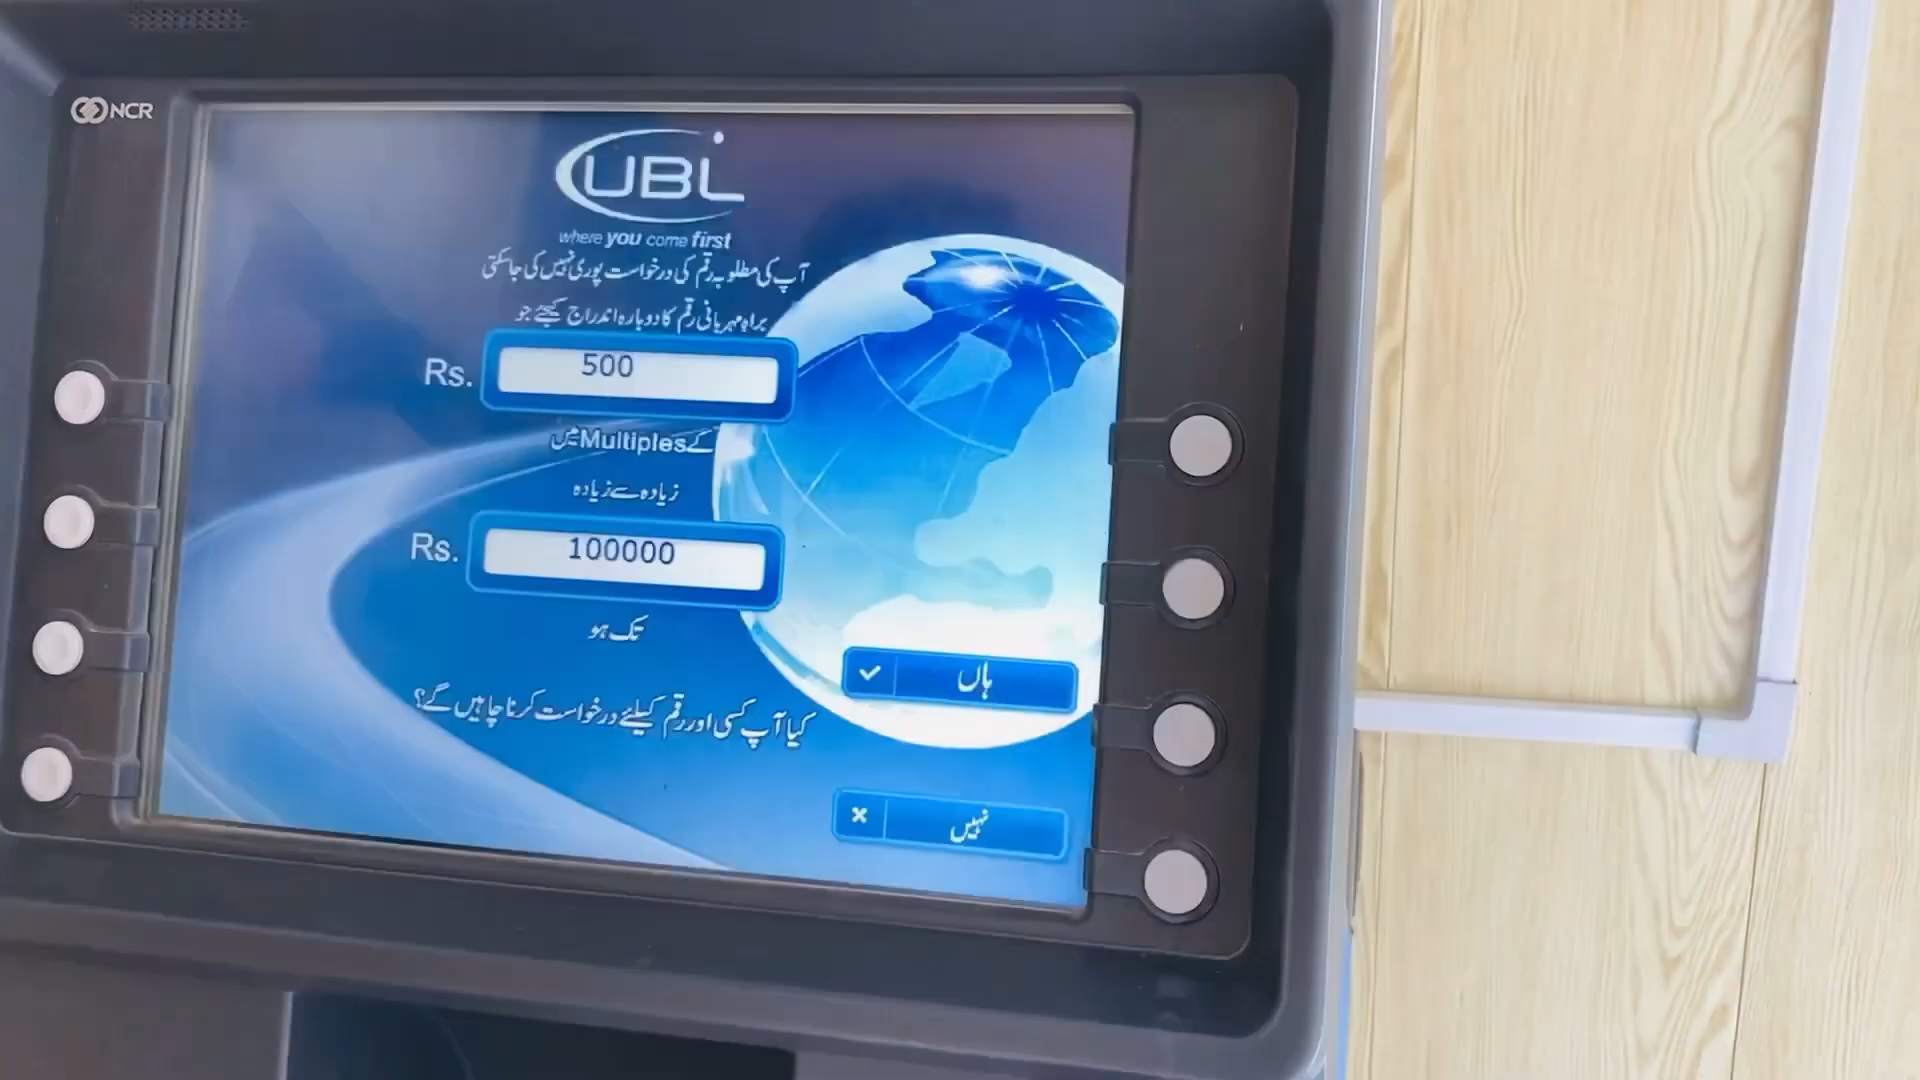 NCR
UBL
where you come first
آپ کی مطلوبہ رقم کی درخواست پوری نہیں کی جاسکتی
براہ مہربانی رقم کا دوبارہ اندراج کیجئے جو
Rs. 500
کے Multiples میں
زیادہ سے زیادہ
Rs. 100000
تک ہو
ہاں
کیا آپ کسی اور رقم کیلئے درخواست کرنا چاہیں گے؟
نہیں